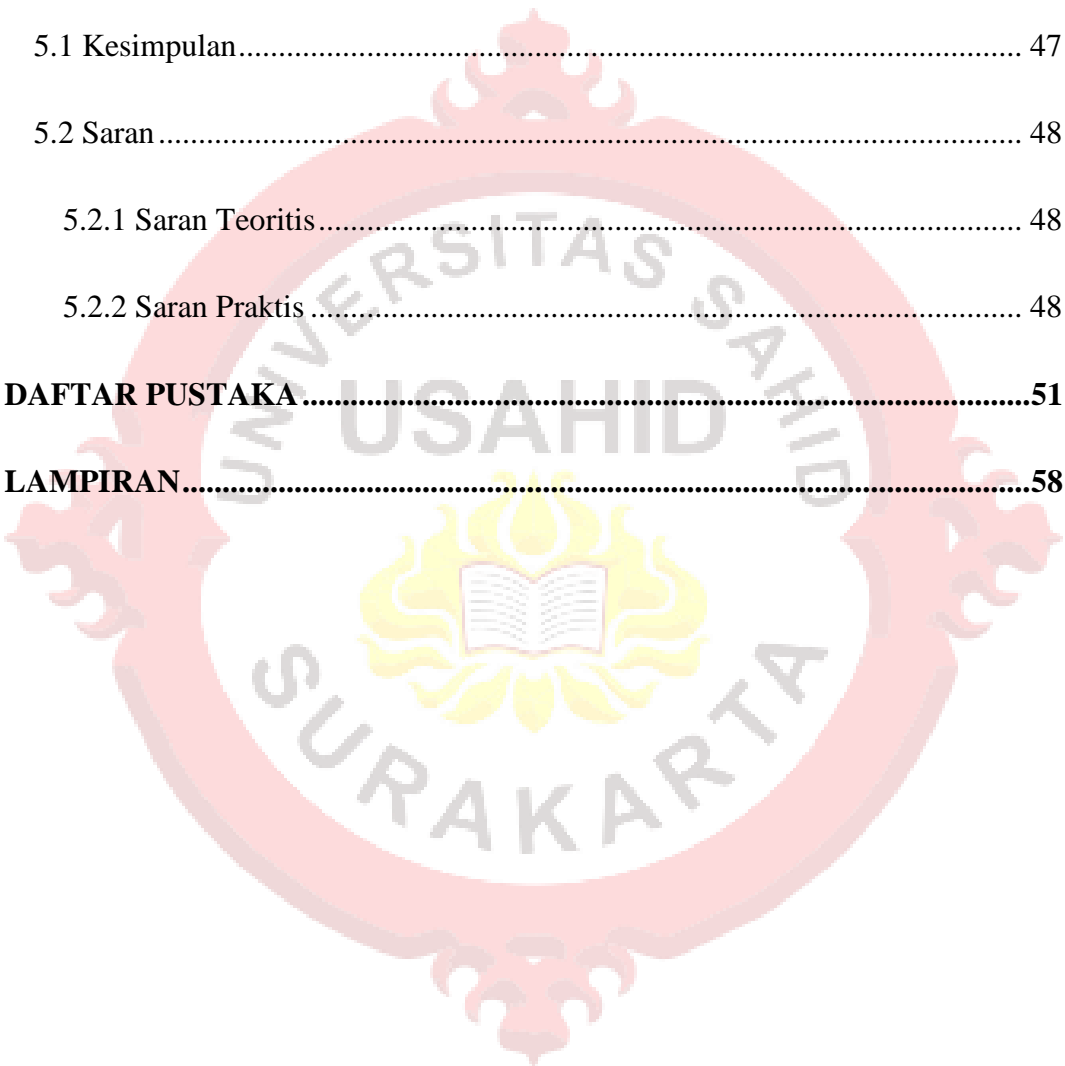 5.1 Kesimpulan.......................................................................................... 47
5.2 Saran................................................................................................... 48
5.2.1 Saran Teoritis................................................................................. 48
5.2.2 Saran Praktis.................................................................................. 48
DAFTAR PUSTAKA....................................................................................51
LAMPIRAN..................................................................................................58
UNIVERSITAS SAHID
USAHID
SURAKARTA